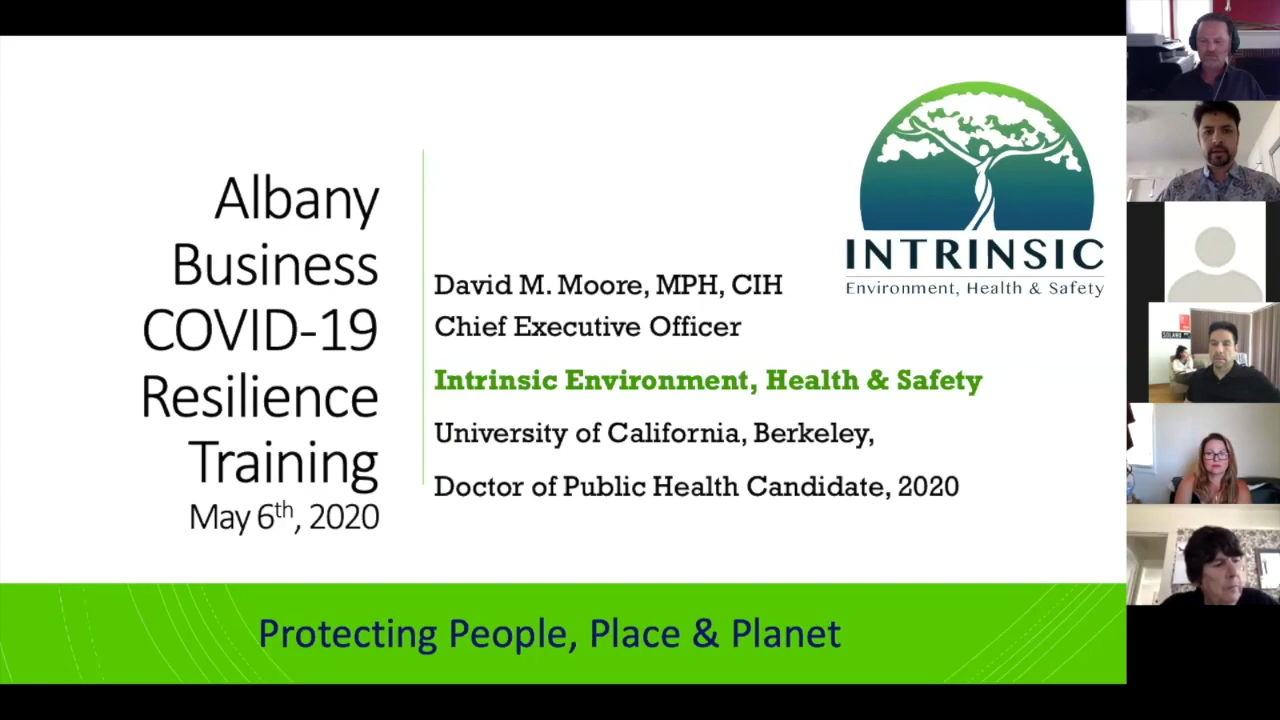 Albany
Business
COVID-19
Resilience
Training
May 6th, 2020
INTRINSIC
Environment, Health & Safety
David M. Moore, MPH, CIH
Chief Executive Officer
Intrinsic Environment, Health & Safety
University of California, Berkeley,
Doctor of Public Health Candidate, 2020
Protecting People, Place & Planet
SOLANO